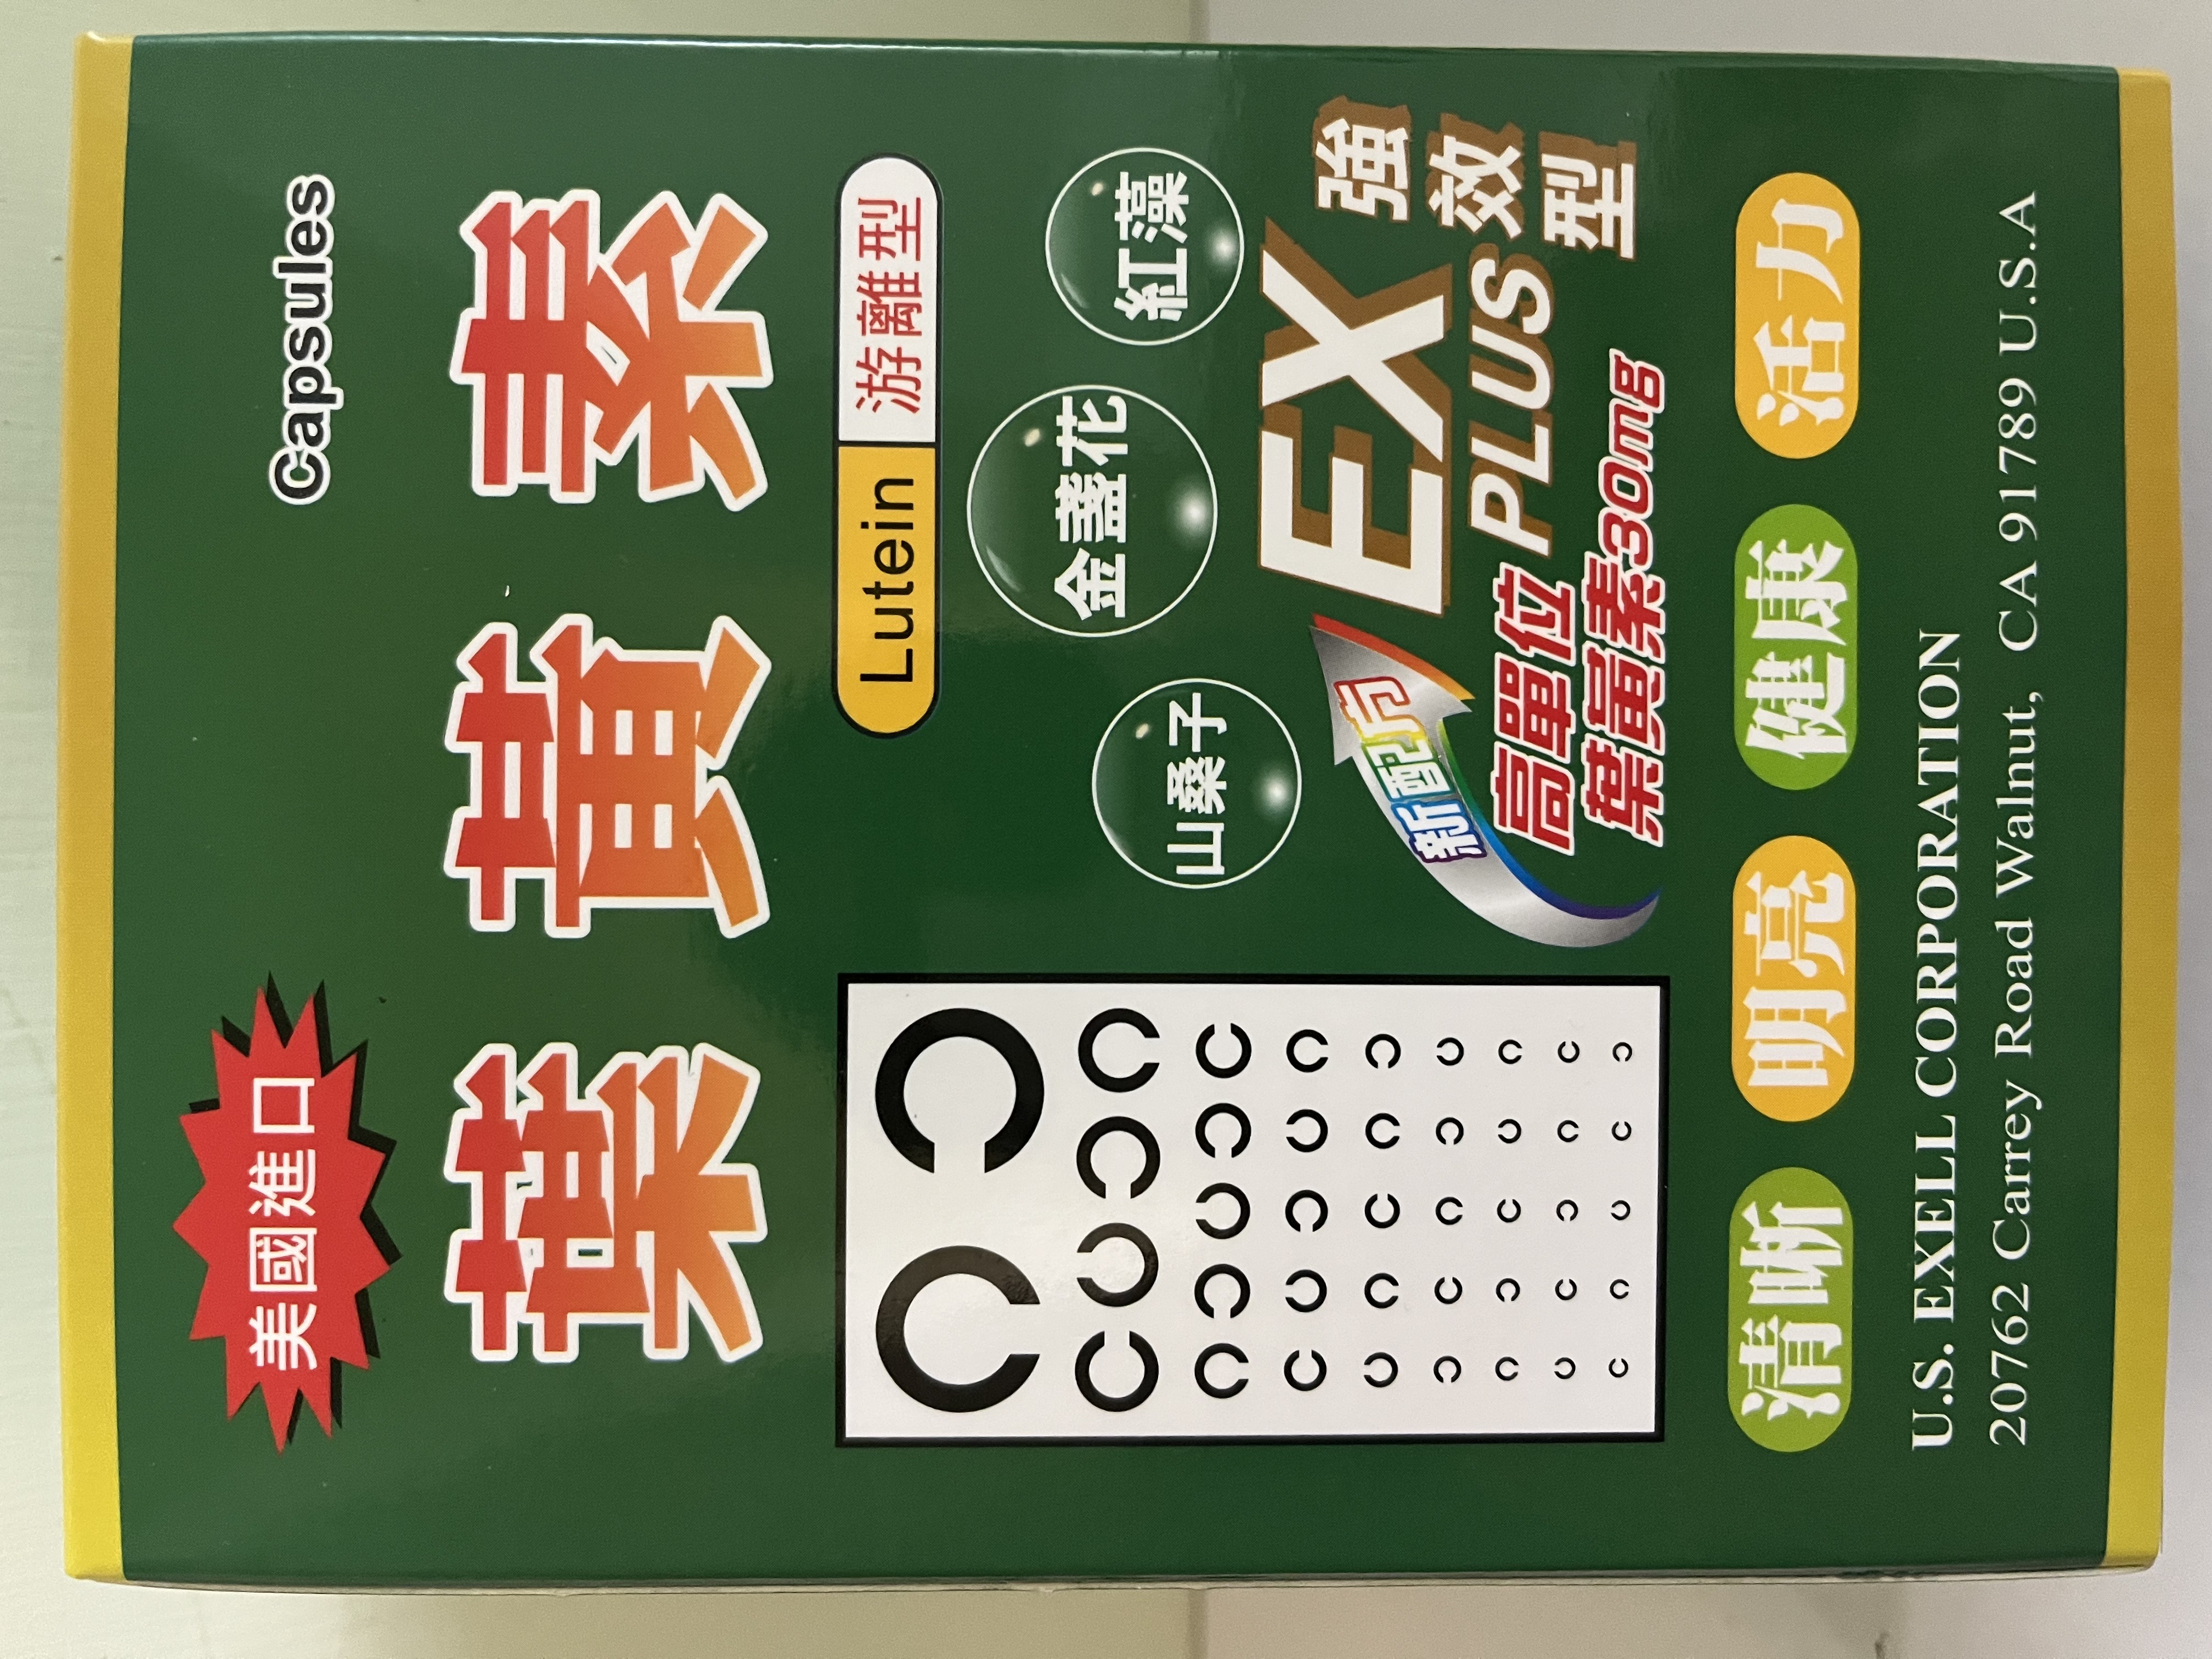 美國進口
Capsules
葉黃素
Lutein 游離型
山桑子
金盞花
紅藻
新配方
EX
PLUS
強效型
高單位
葉黃素30mg
清晰 明亮 健康 活力
U.S. EXELL CORPORATION
20762 Carrey Road Walnut, CA 91789 U.S.A